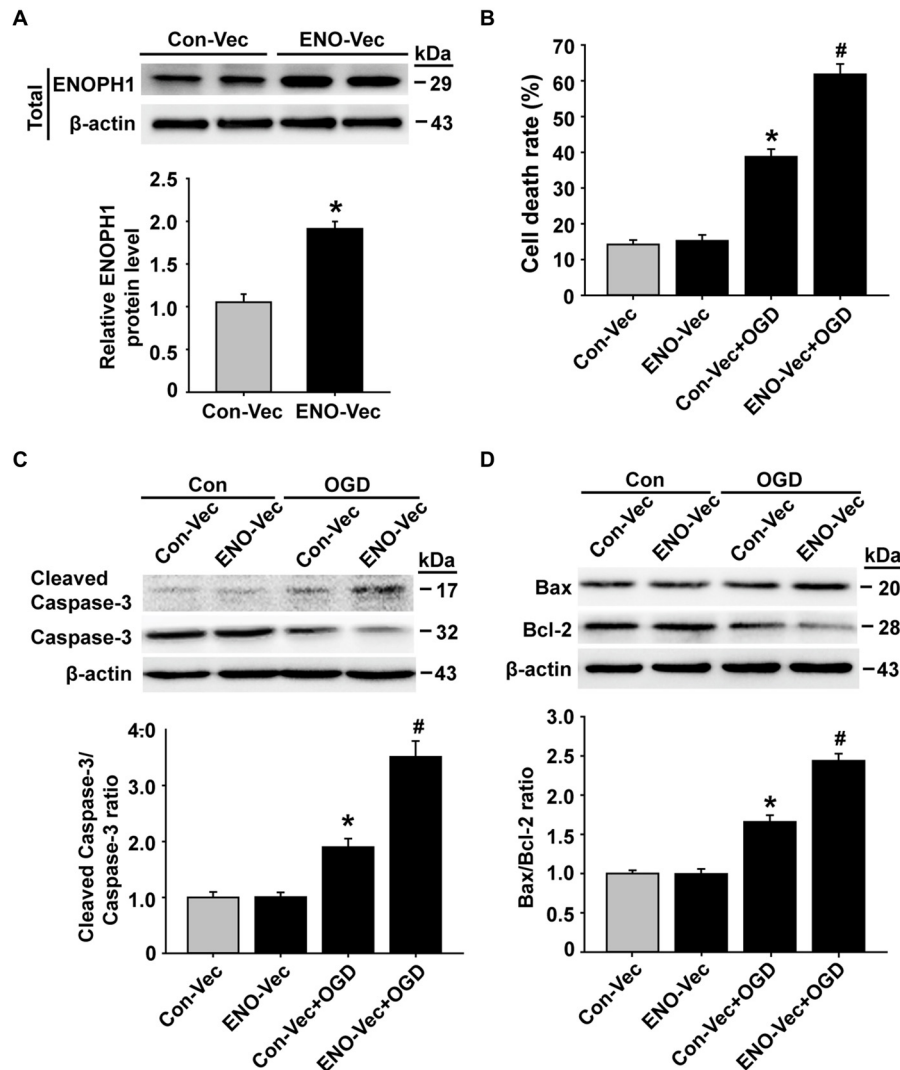 A
Con-Vec ENO-Vec
kDa
Total
ENOPH1 29
β-actin 43
Relative ENOPH1
protein level
2.5
2.0
1.5
1.0
0.5
0
*
Con-Vec ENO-Vec
B
Cell death rate (%)
70
60
50
40
30
20
10
0
*
#
Con-Vec
ENO-Vec
Con-Vec+OGD
ENO-Vec+OGD
C
Con OGD
Con-Vec ENO-Vec Con-Vec ENO-Vec
kDa
Cleaved
Caspase-3 17
Caspase-3 32
β-actin 43
Cleaved Caspase-3/
Caspase-3 ratio
4.0
3.0
2.0
1.0
0
*
#
Con-Vec
ENO-Vec
Con-Vec+OGD
ENO-Vec+OGD
D
Con OGD
Con-Vec ENO-Vec Con-Vec ENO-Vec
kDa
Bax 20
Bcl-2 28
β-actin 43
Bax/Bcl-2 ratio
3.0
2.5
2.0
1.5
1.0
0.5
0
*
#
Con-Vec
ENO-Vec
Con-Vec+OGD
ENO-Vec+OGD